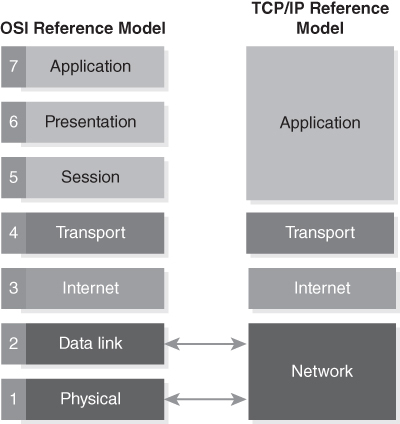 OSI Reference Model
TCP/IP Reference
Model
7 Application
6 Presentation
5 Session
4 Transport
3 Internet
2 Data link
1 Physical
Application
Transport
Internet
Network